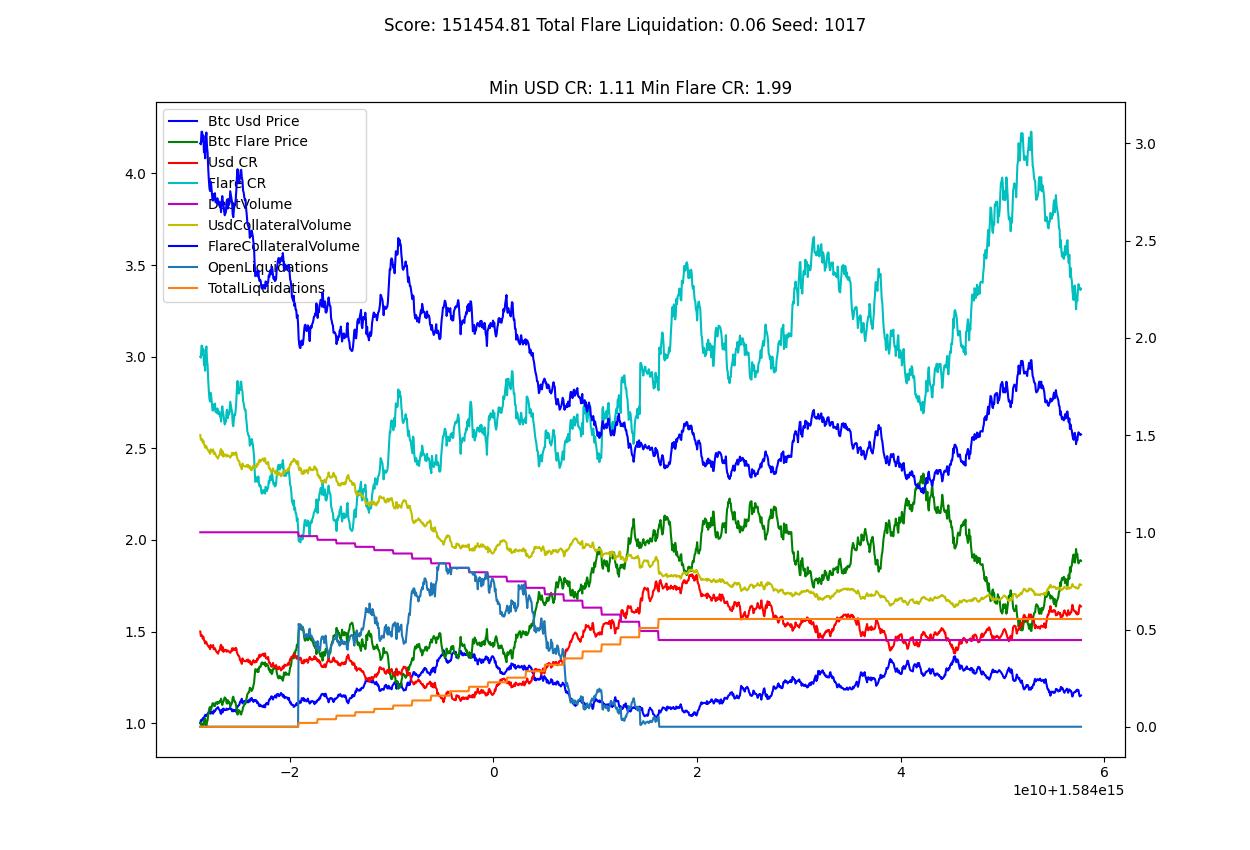 Score: 151454.81 Total Flare Liquidation: 0.06 Seed: 1017
Min USD CR: 1.11 Min Flare CR: 1.99
Btc Usd Price
Btc Flare Price
Usd CR
Flare CR
DebtVolume
UsdCollateralVolume
FlareCollateralVolume
OpenLiquidations
TotalLiquidations
4.0
3.5
3.0
2.5
2.0
1.5
1.0
3.0
2.5
2.0
1.5
1.0
0.5
0.0
−2
0
2
4
6
1e10+1.584e15